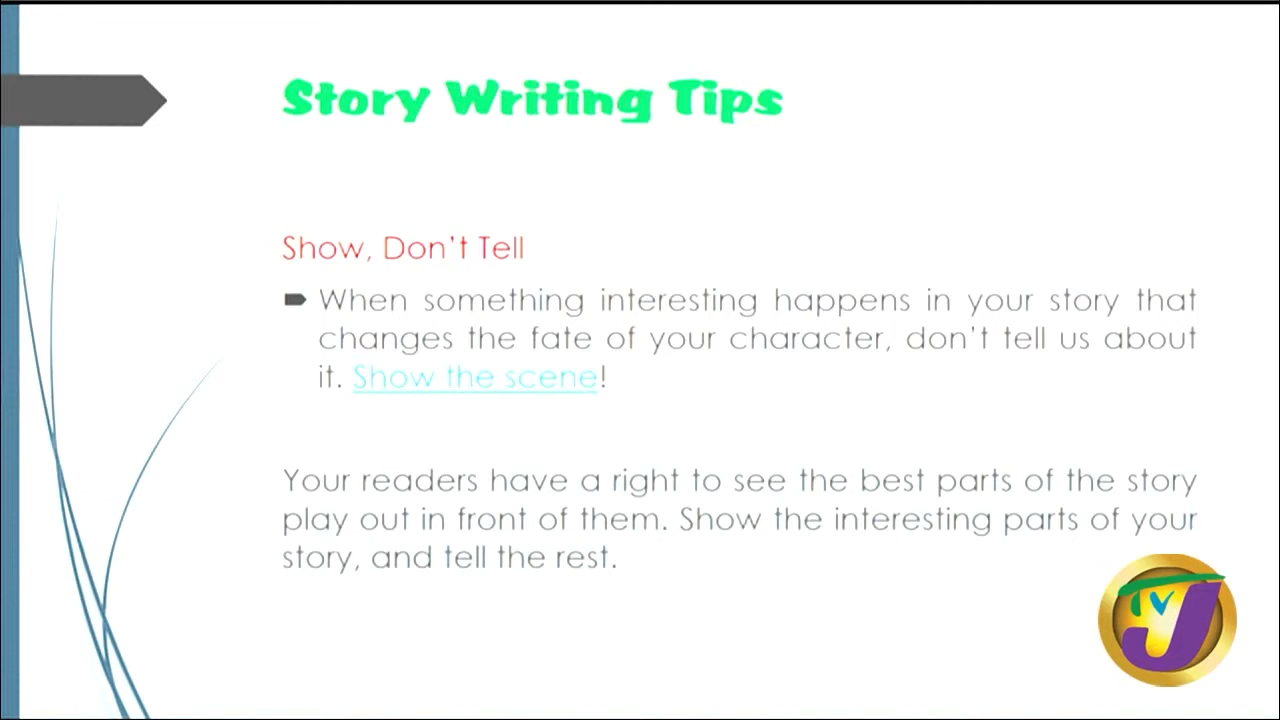 Story Writing Tips
Show, Don't Tell
When something interesting happens in your story that
changes the fate of your character, don't tell us about
it. Show the scene!
Your readers have a right to see the best parts of the story
play out in front of them. Show the interesting parts of your
story, and tell the rest.
TVJ